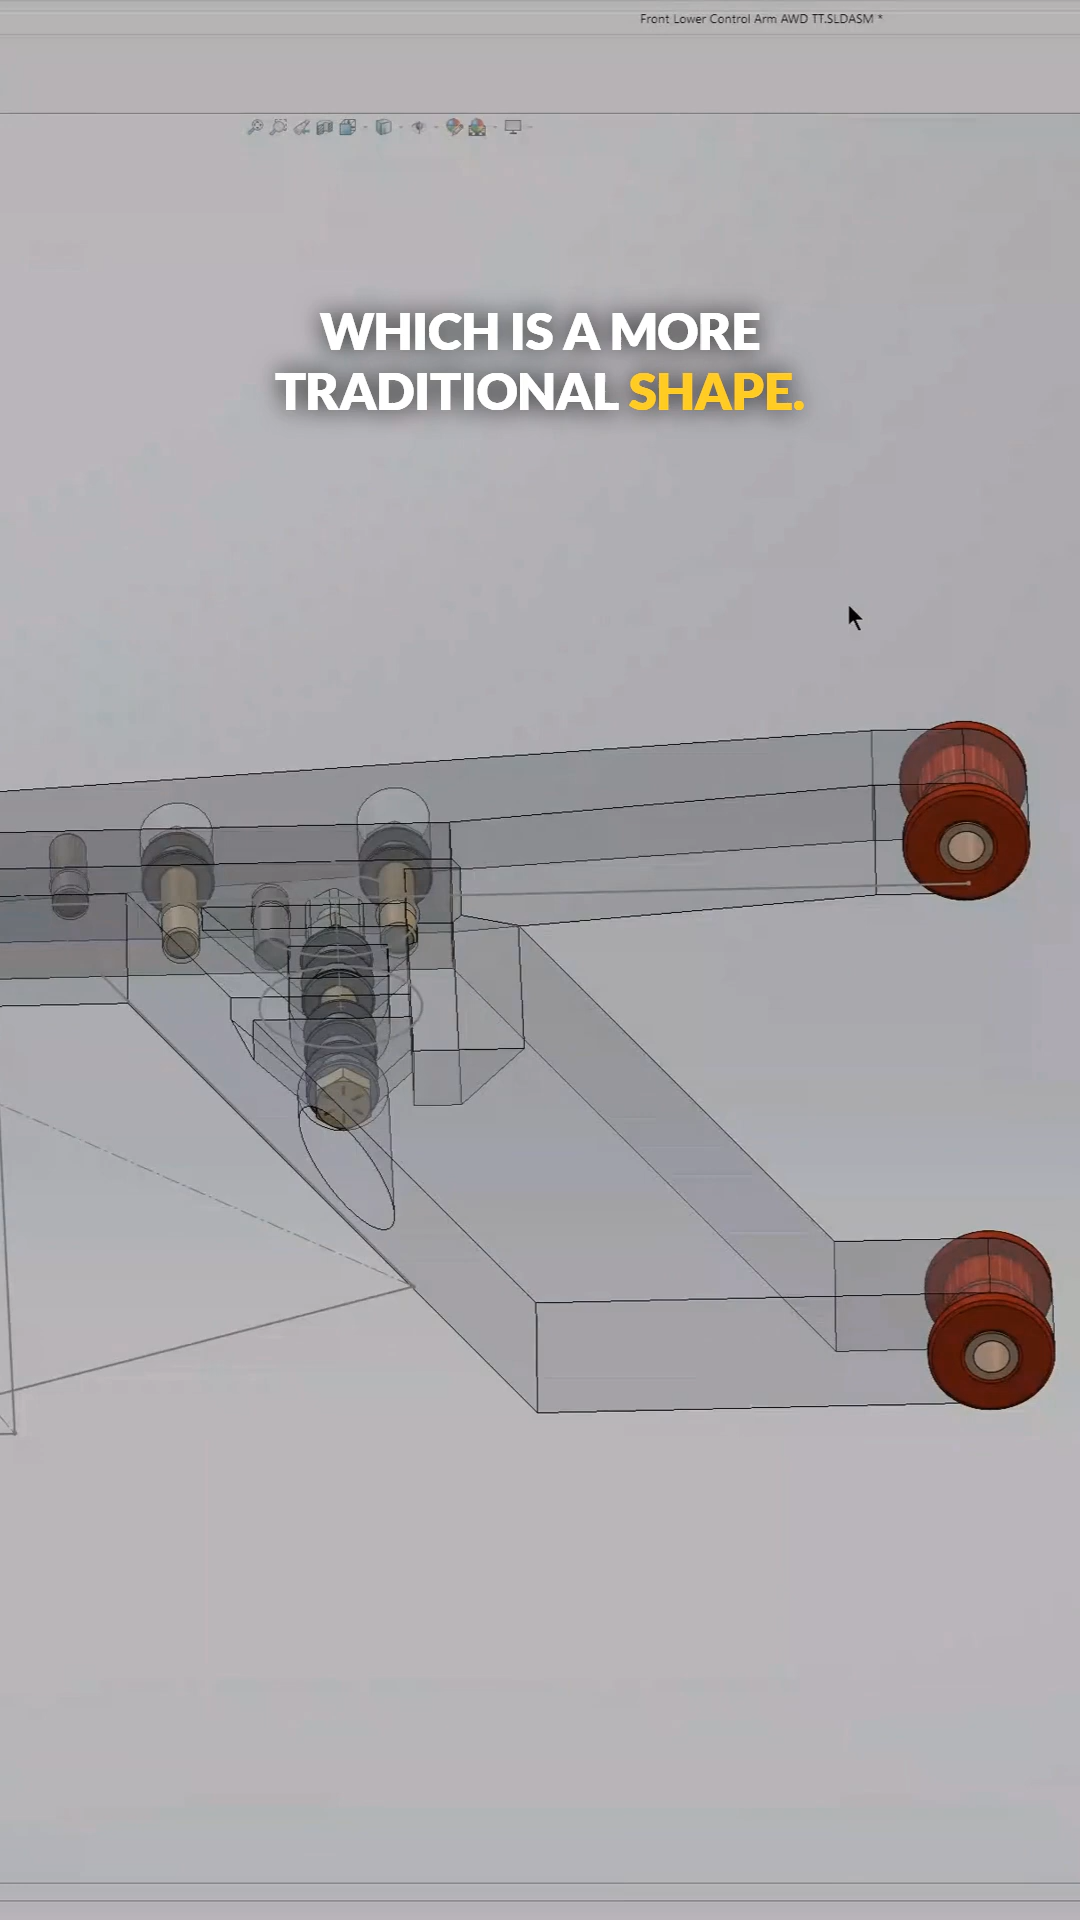 Front Lower Control Arm AWD TT.SLDASM *
WHICH IS A MORE
TRADITIONAL SHAPE.